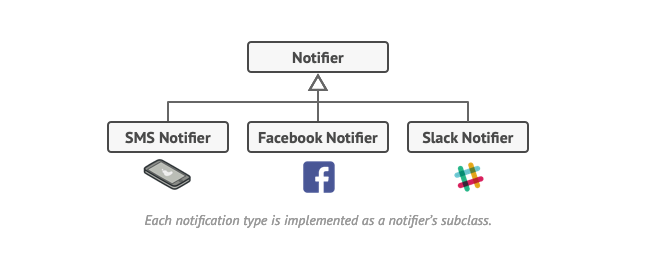 Notifier
SMS Notifier
Facebook Notifier
Slack Notifier
Each notification type is implemented as a notifier's subclass.